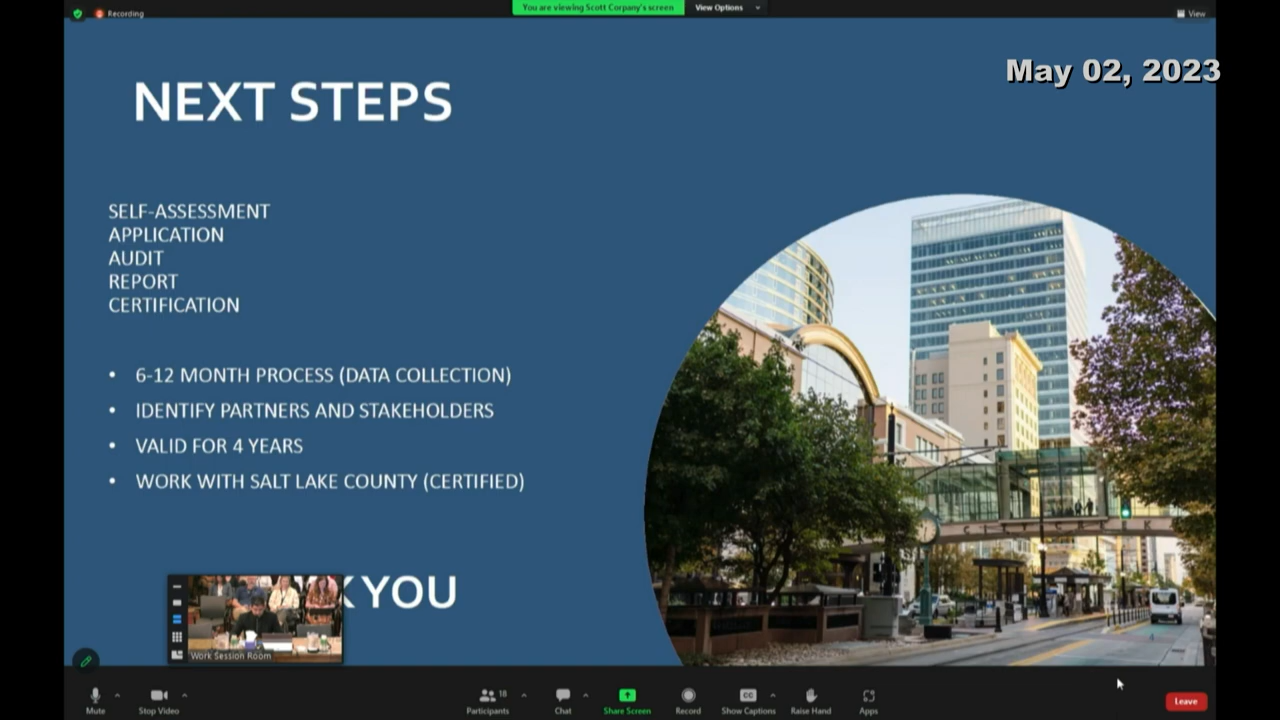 Recording
You are viewing Scott Corpany's screen
View Options
View
May 02, 2023
NEXT STEPS
SELF-ASSESSMENT
APPLICATION
AUDIT
REPORT
CERTIFICATION
• 6-12 MONTH PROCESS (DATA COLLECTION)
• IDENTIFY PARTNERS AND STAKEHOLDERS
• VALID FOR 4 YEARS
• WORK WITH SALT LAKE COUNTY (CERTIFIED)
K YOU
Work Session Room
Mute
Stop Video
Participants
18
Chat
Share Screen
Record
CC
Show Captions
Raise Hand
Apps
Leave